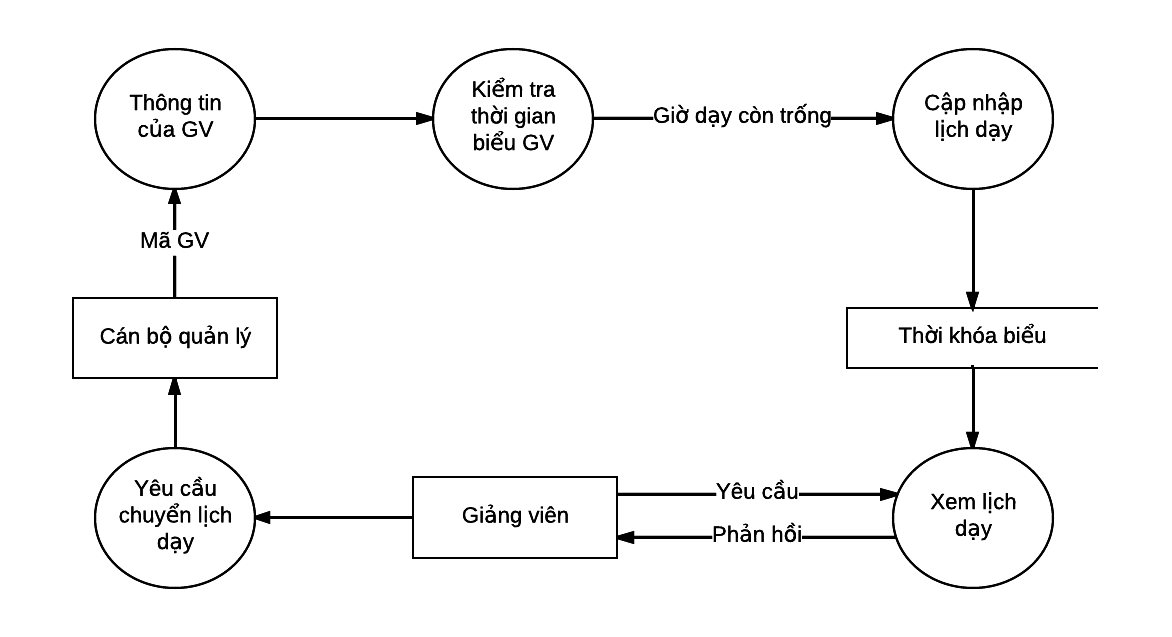 Thông tin
của GV
Kiểm tra
thời gian
biểu GV
Giờ dạy còn trống
Cập nhập
lịch dạy
Mã GV
Cán bộ quản lý
Thời khóa biểu
Yêu cầu
chuyển lịch
dạy
Giảng viên
Yêu cầu
Phản hồi
Xem lịch
dạy